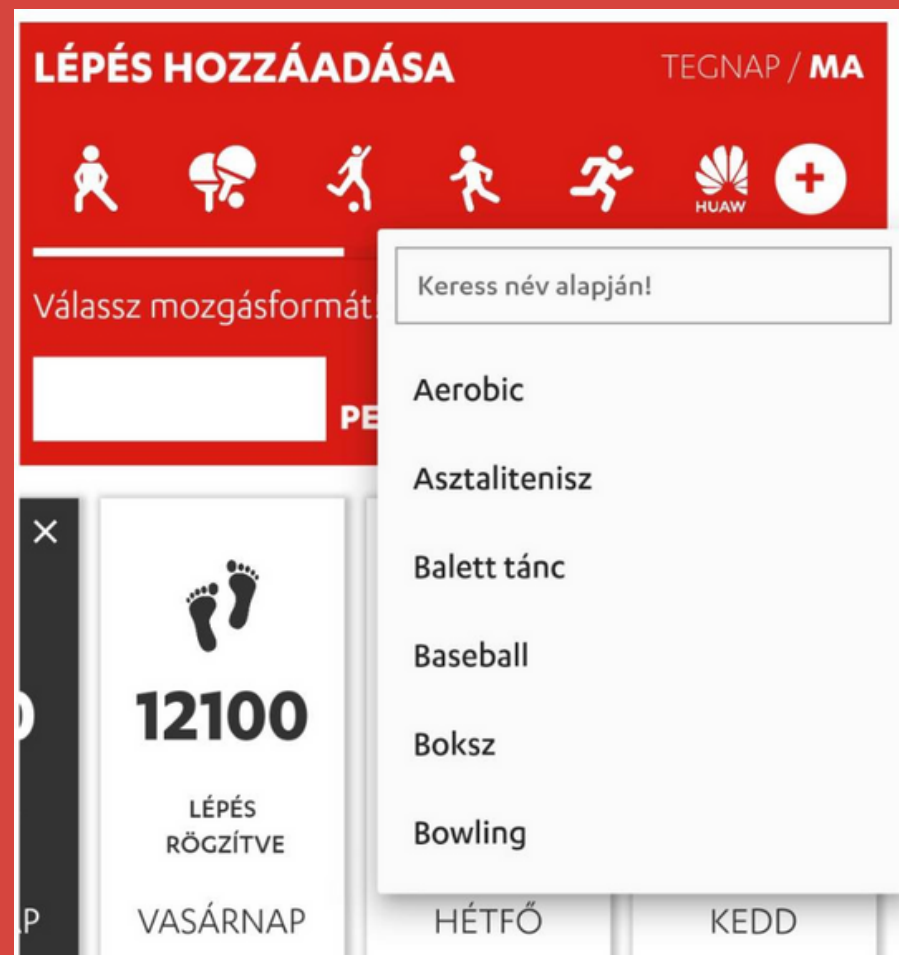 LÉPÉS HOZZÁADÁSA
TEGNAP / MA
HUAW
Válassz mozgásformát.
Keress név alapján!
Aerobic
Asztalitenisz
Balett tánc
Baseball
Boksz
Bowling
12100
LÉPÉS
RÖGZÍTVE
VASÁRNAP
HÉTFŐ
KEDD